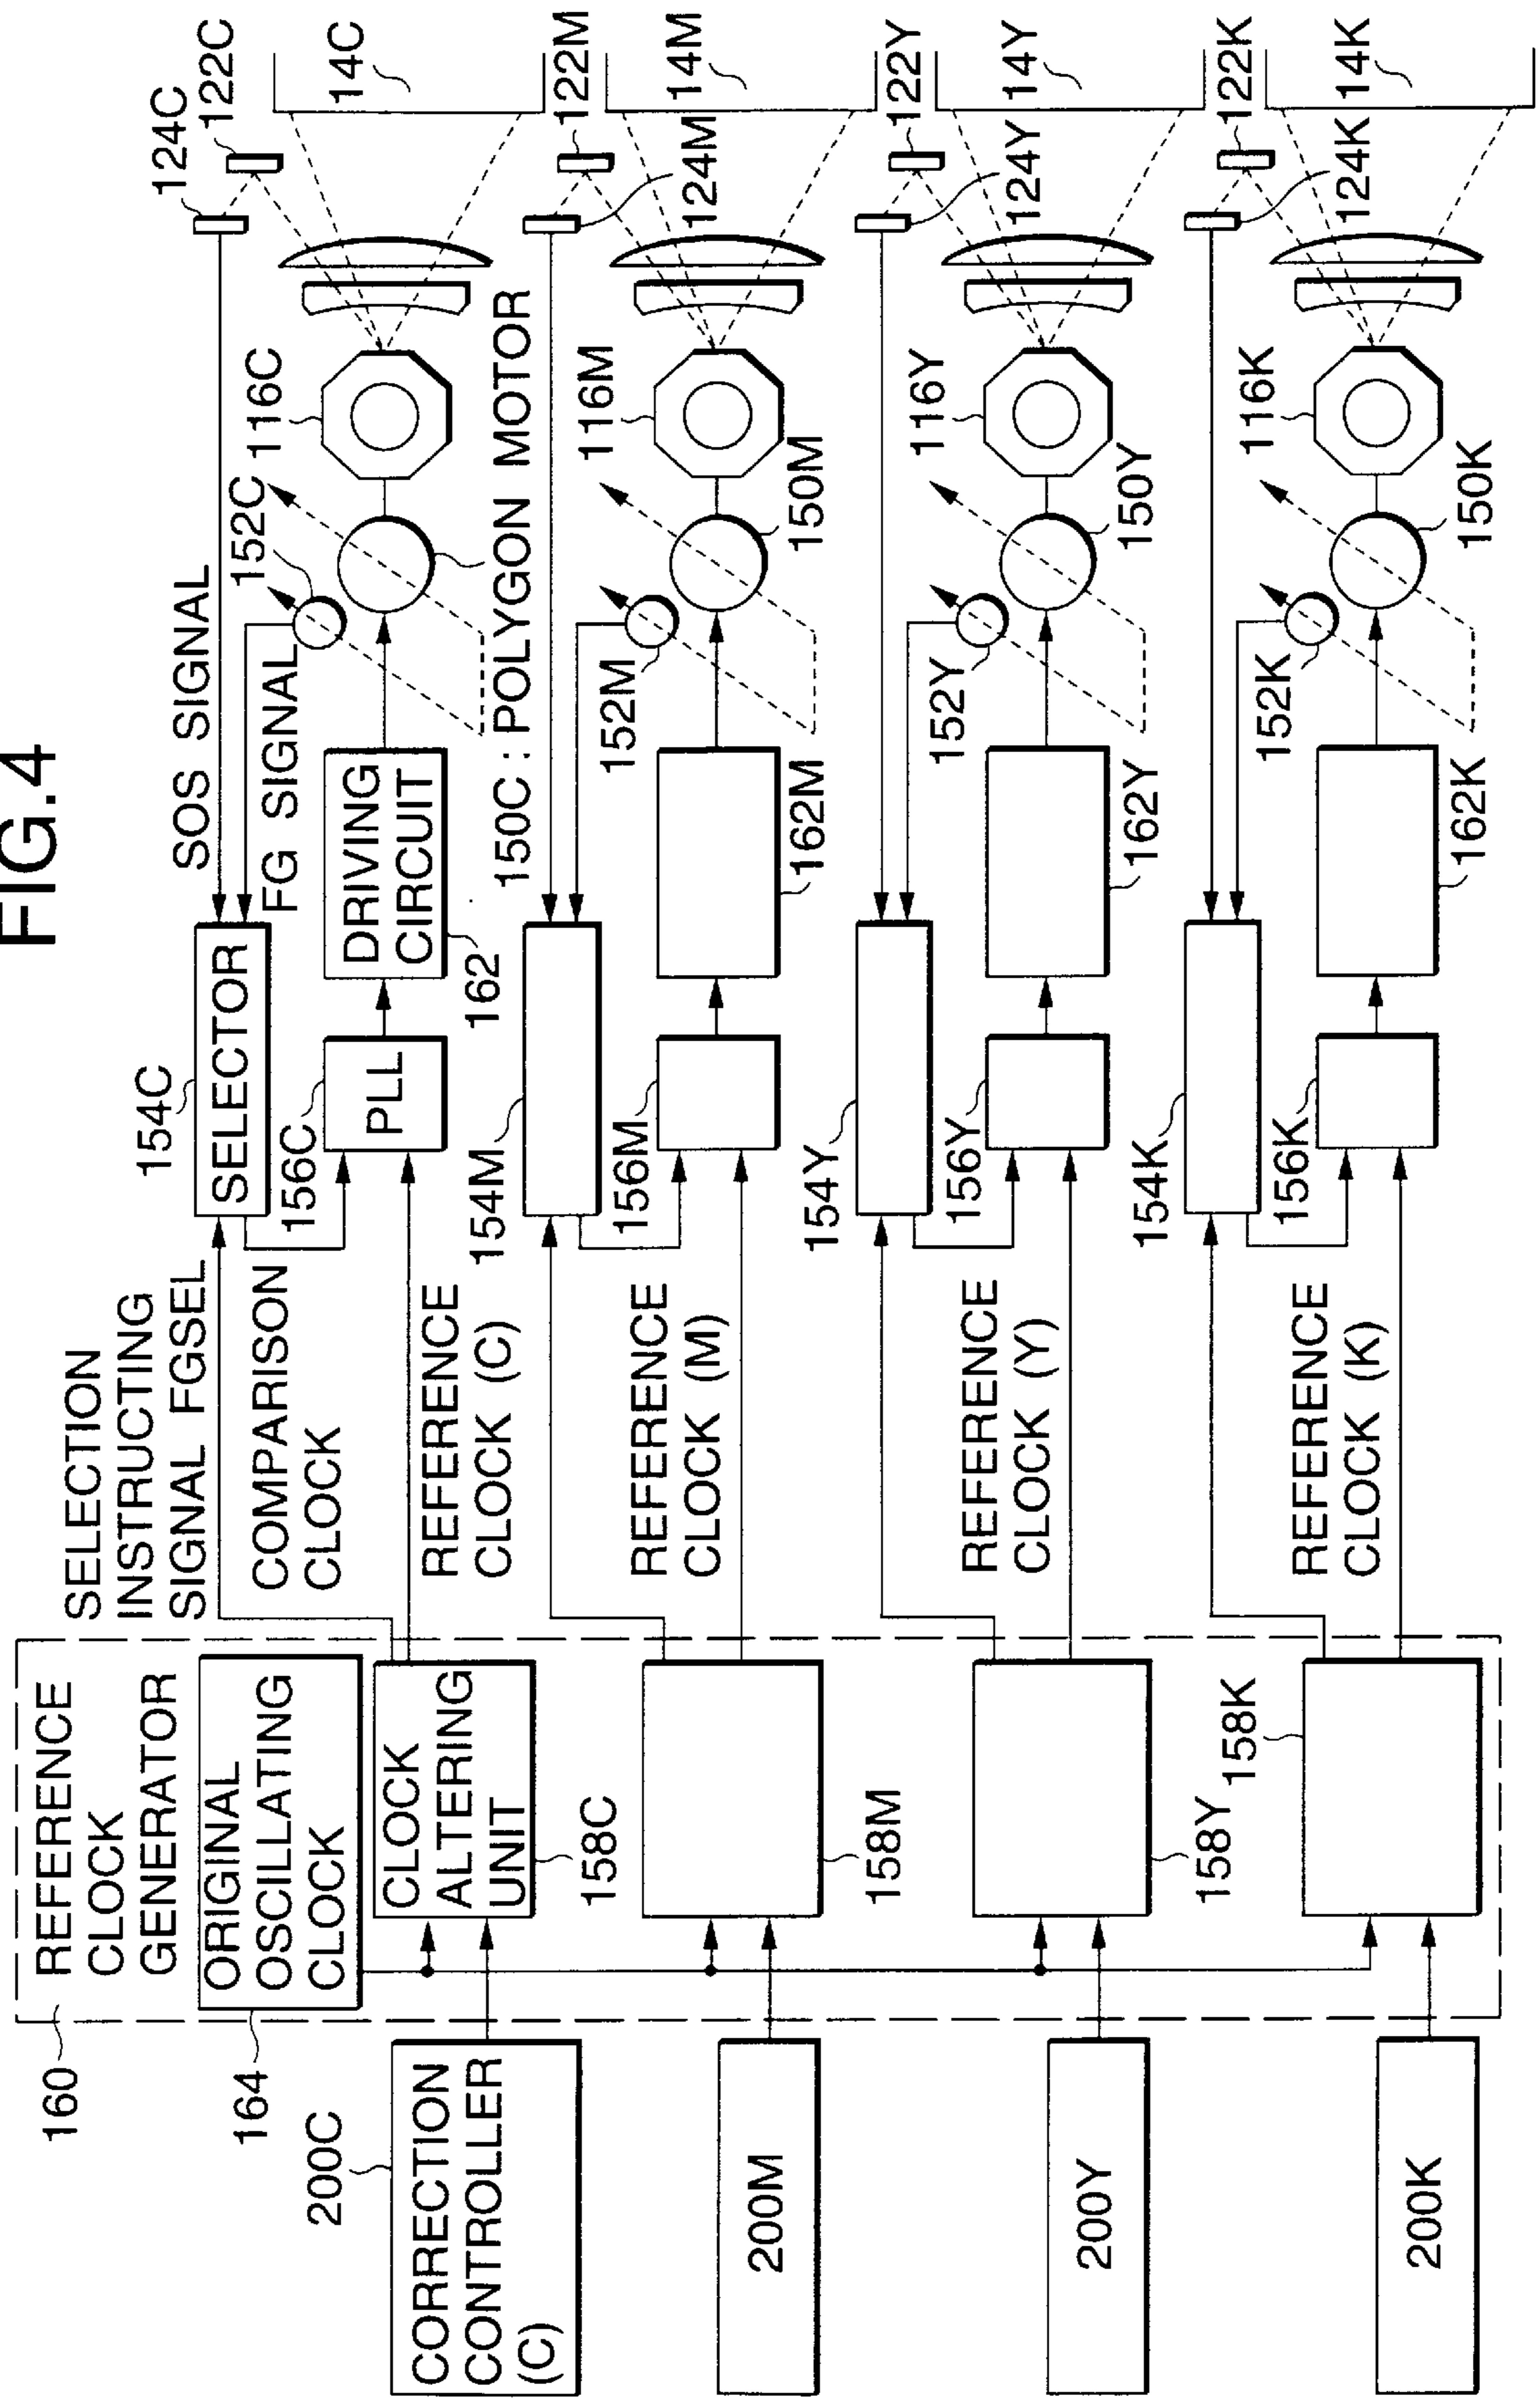 FIG.4
160
REFERENCE
CLOCK
GENERATOR
164
ORIGINAL
OSCILLATING
CLOCK
200C
CORRECTION
CONTROLLER
(C)
CLOCK
ALTERING
UNIT
158C
SELECTION
INSTRUCTING
SIGNAL FGSEL
COMPARISON
CLOCK
REFERENCE
CLOCK (C)
154C
SELECTOR
156C
PLL
SOS SIGNAL
FG SIGNAL
DRIVING
CIRCUIT
162
152C
150C : POLYGON MOTOR
116C
124C
122C
14C
200M
158M
REFERENCE
CLOCK (M)
154M
156M
162M
152M
150M
116M
124M
122M
14M
200Y
158Y
REFERENCE
CLOCK (Y)
154Y
156Y
162Y
152Y
150Y
116Y
124Y
122Y
14Y
200K
158K
REFERENCE
CLOCK (K)
154K
156K
162K
152K
150K
116K
124K
122K
14K